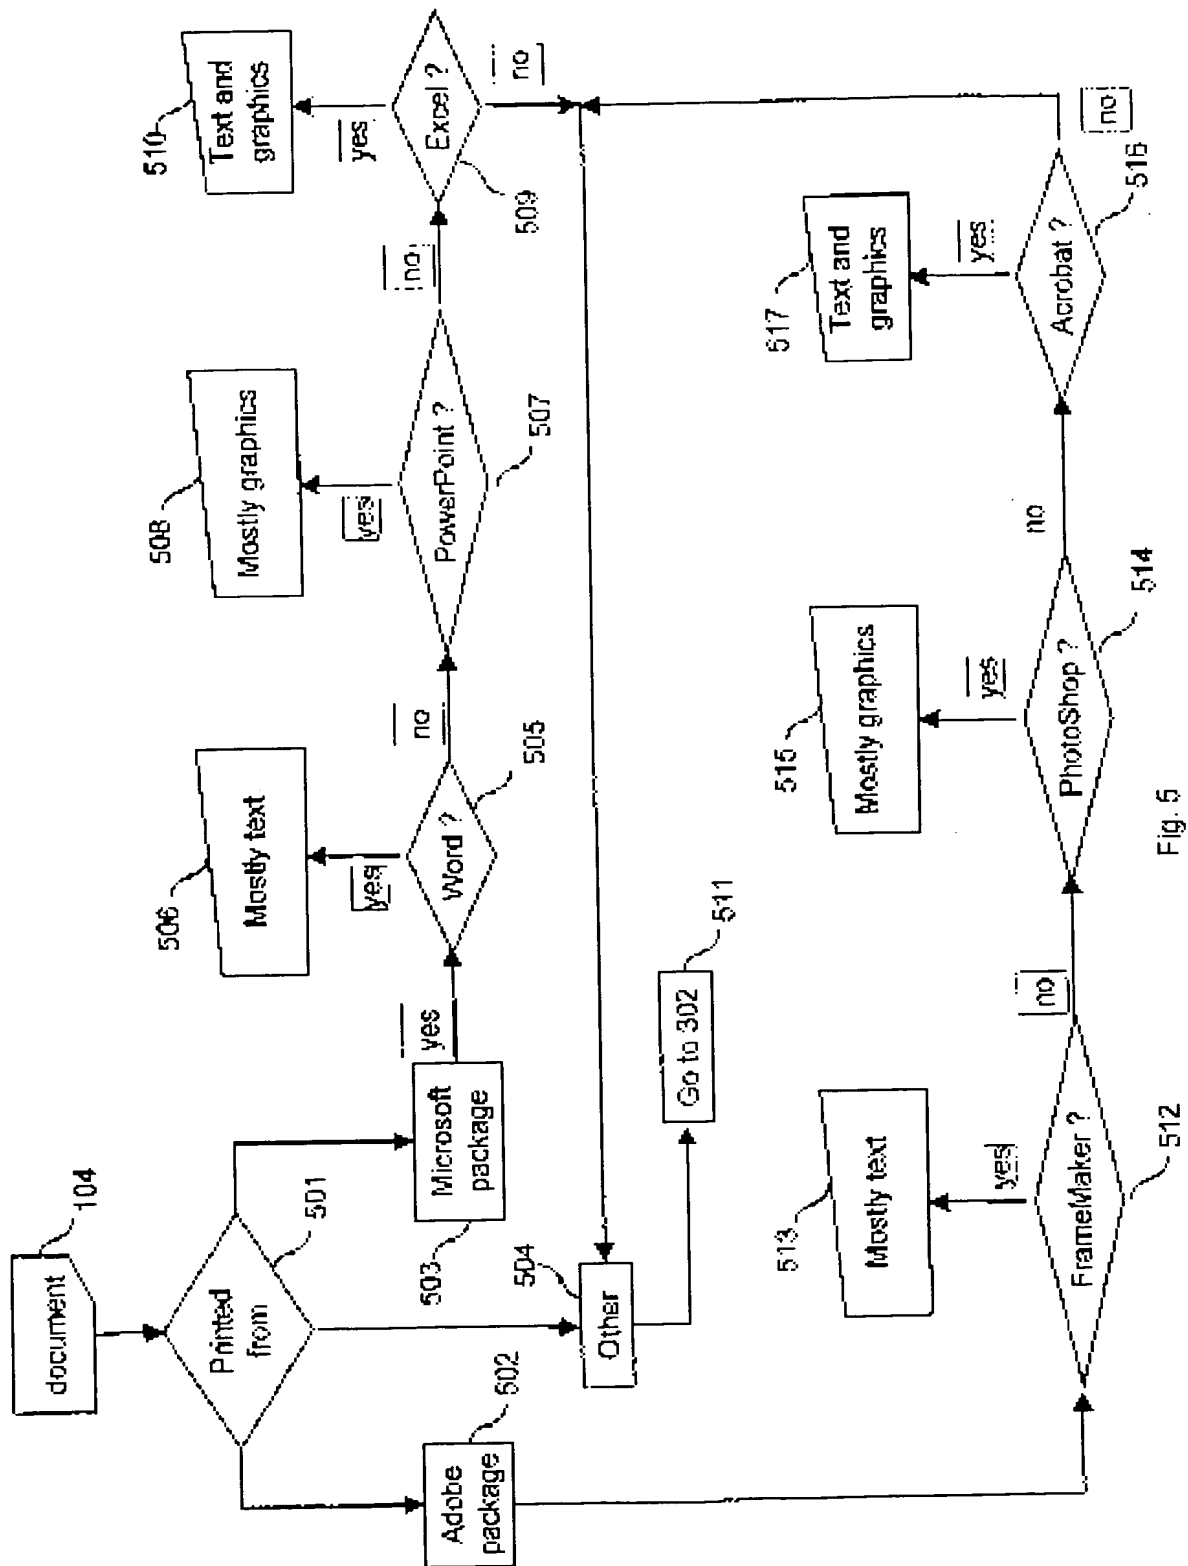 document
104
Printed
from
501
Adobe
package
502
Microsoft
package
503
Other
504
yes
Word ?
505
yes
Mostly text
506
no
PowerPoint ?
507
yes
Mostly graphics
508
no
Excel ?
509
yes
Text and
graphics
510
no
Go to 302
511
FrameMaker ?
512
yes
Mostly text
513
no
PhotoShop ?
514
yes
Mostly graphics
515
no
Acrobat ?
516
yes
Text and
graphics
517
no
Fig. 5